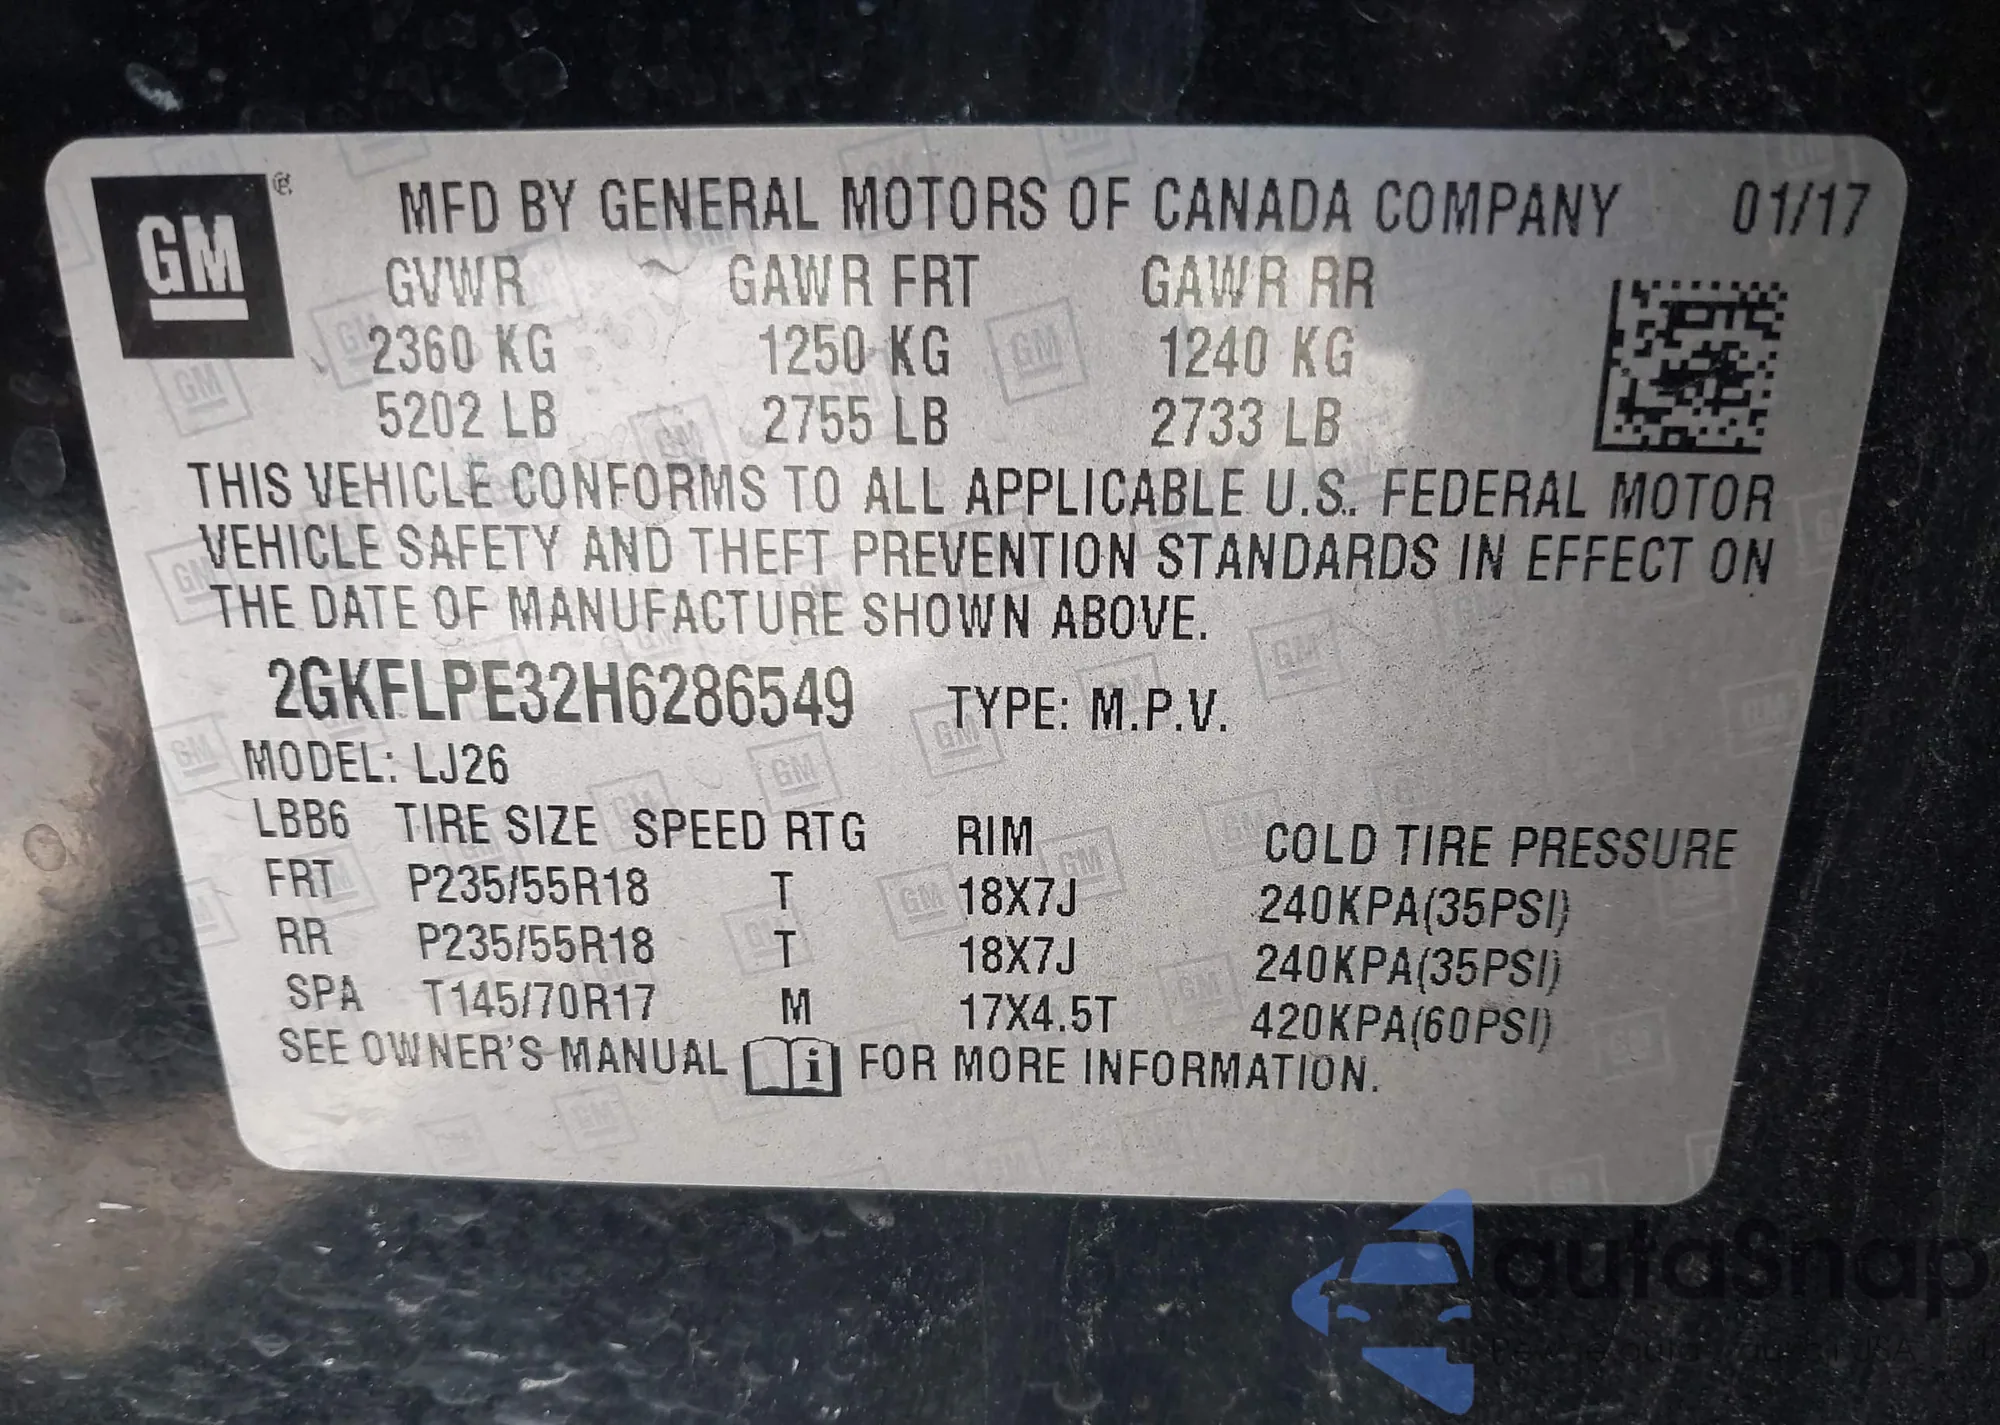 GM
MFD BY GENERAL MOTORS OF CANADA COMPANY 01/17
GVWR GAWR FRT GAWR RR
2360 KG 1250 KG 1240 KG
5202 LB 2755 LB 2733 LB
THIS VEHICLE CONFORMS TO ALL APPLICABLE U.S. FEDERAL MOTOR
VEHICLE SAFETY AND THEFT PREVENTION STANDARDS IN EFFECT ON
THE DATE OF MANUFACTURE SHOWN ABOVE.
2GKFLPE32H6286549 TYPE: M.P.V.
MODEL: LJ26
LBB6 TIRE SIZE SPEED RTG RIM COLD TIRE PRESSURE
FRT P235/55R18 T 18X7J 240KPA(35PSI)
RR P235/55R18 T 18X7J 240KPA(35PSI)
SPA T145/70R17 M 17X4.5T 420KPA(60PSI)
SEE OWNER'S MANUAL i FOR MORE INFORMATION.
autaSnap